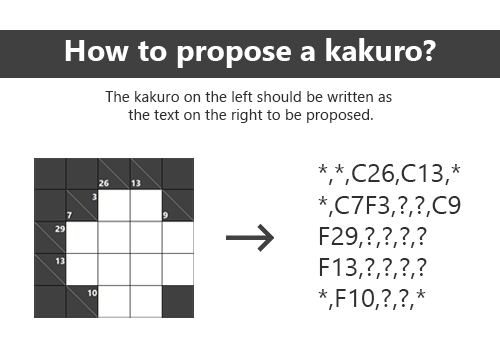 How to propose a kakuro?
The kakuro on the left should be written as
the text on the right to be proposed.
26 13
3
7 9
29
13
10
*,*,C26,C13,*
*,C7F3,?,?,C9
F29,?,?,?,?
F13,?,?,?,?
*,F10,?,?,*